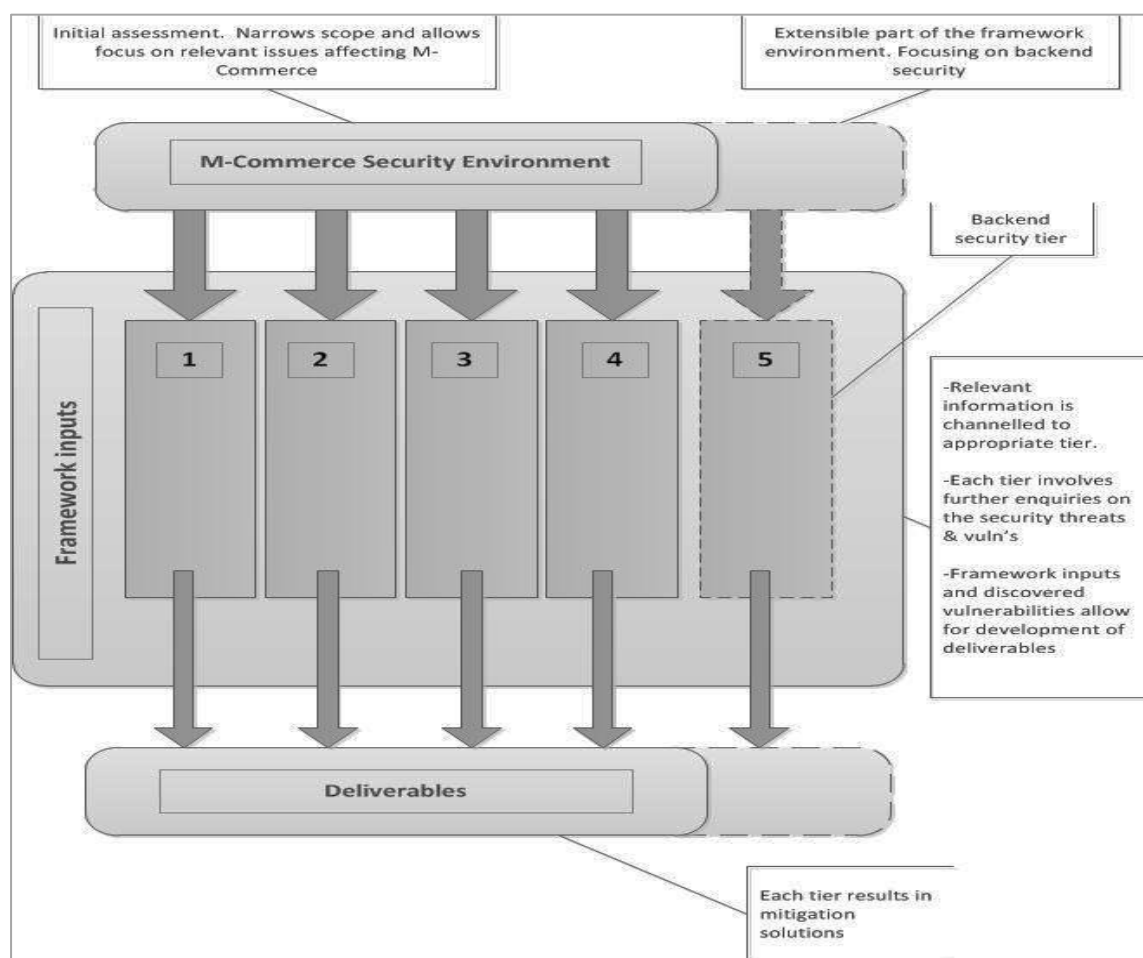 Initial assessment. Narrows scope and allows
focus on relevant issues affecting M-
Commerce
Extensible part of the framework
environment. Focusing on backend
security
M-Commerce Security Environment
Backend
security tier
Framework inputs
1
2
3
4
5
-Relevant
information is
channelled to
appropriate tier.
-Each tier involves
further enquiries on
the security threats
& vuln's
-Framework inputs
and discovered
vulnerabilities allow
for development of
deliverables
Deliverables
Each tier results in
mitigation
solutions